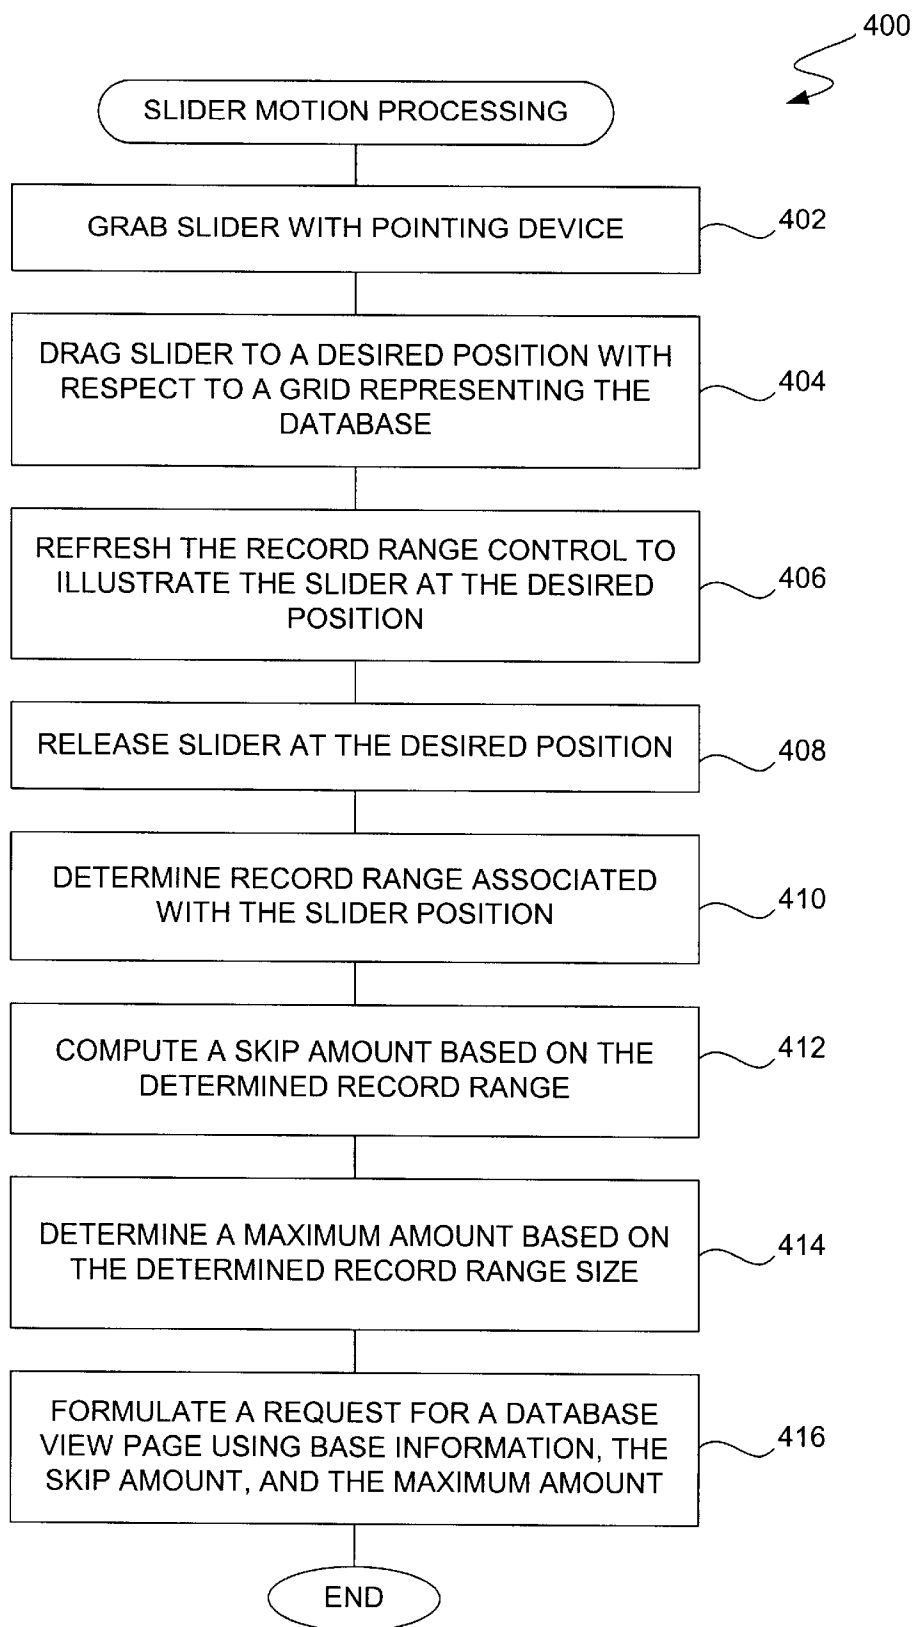 400
SLIDER MOTION PROCESSING
GRAB SLIDER WITH POINTING DEVICE
402
DRAG SLIDER TO A DESIRED POSITION WITH
RESPECT TO A GRID REPRESENTING THE
DATABASE
404
REFRESH THE RECORD RANGE CONTROL TO
ILLUSTRATE THE SLIDER AT THE DESIRED
POSITION
406
RELEASE SLIDER AT THE DESIRED POSITION
408
DETERMINE RECORD RANGE ASSOCIATED
WITH THE SLIDER POSITION
410
COMPUTE A SKIP AMOUNT BASED ON THE
DETERMINED RECORD RANGE
412
DETERMINE A MAXIMUM AMOUNT BASED ON
THE DETERMINED RECORD RANGE SIZE
414
FORMULATE A REQUEST FOR A DATABASE
VIEW PAGE USING BASE INFORMATION, THE
SKIP AMOUNT, AND THE MAXIMUM AMOUNT
416
END